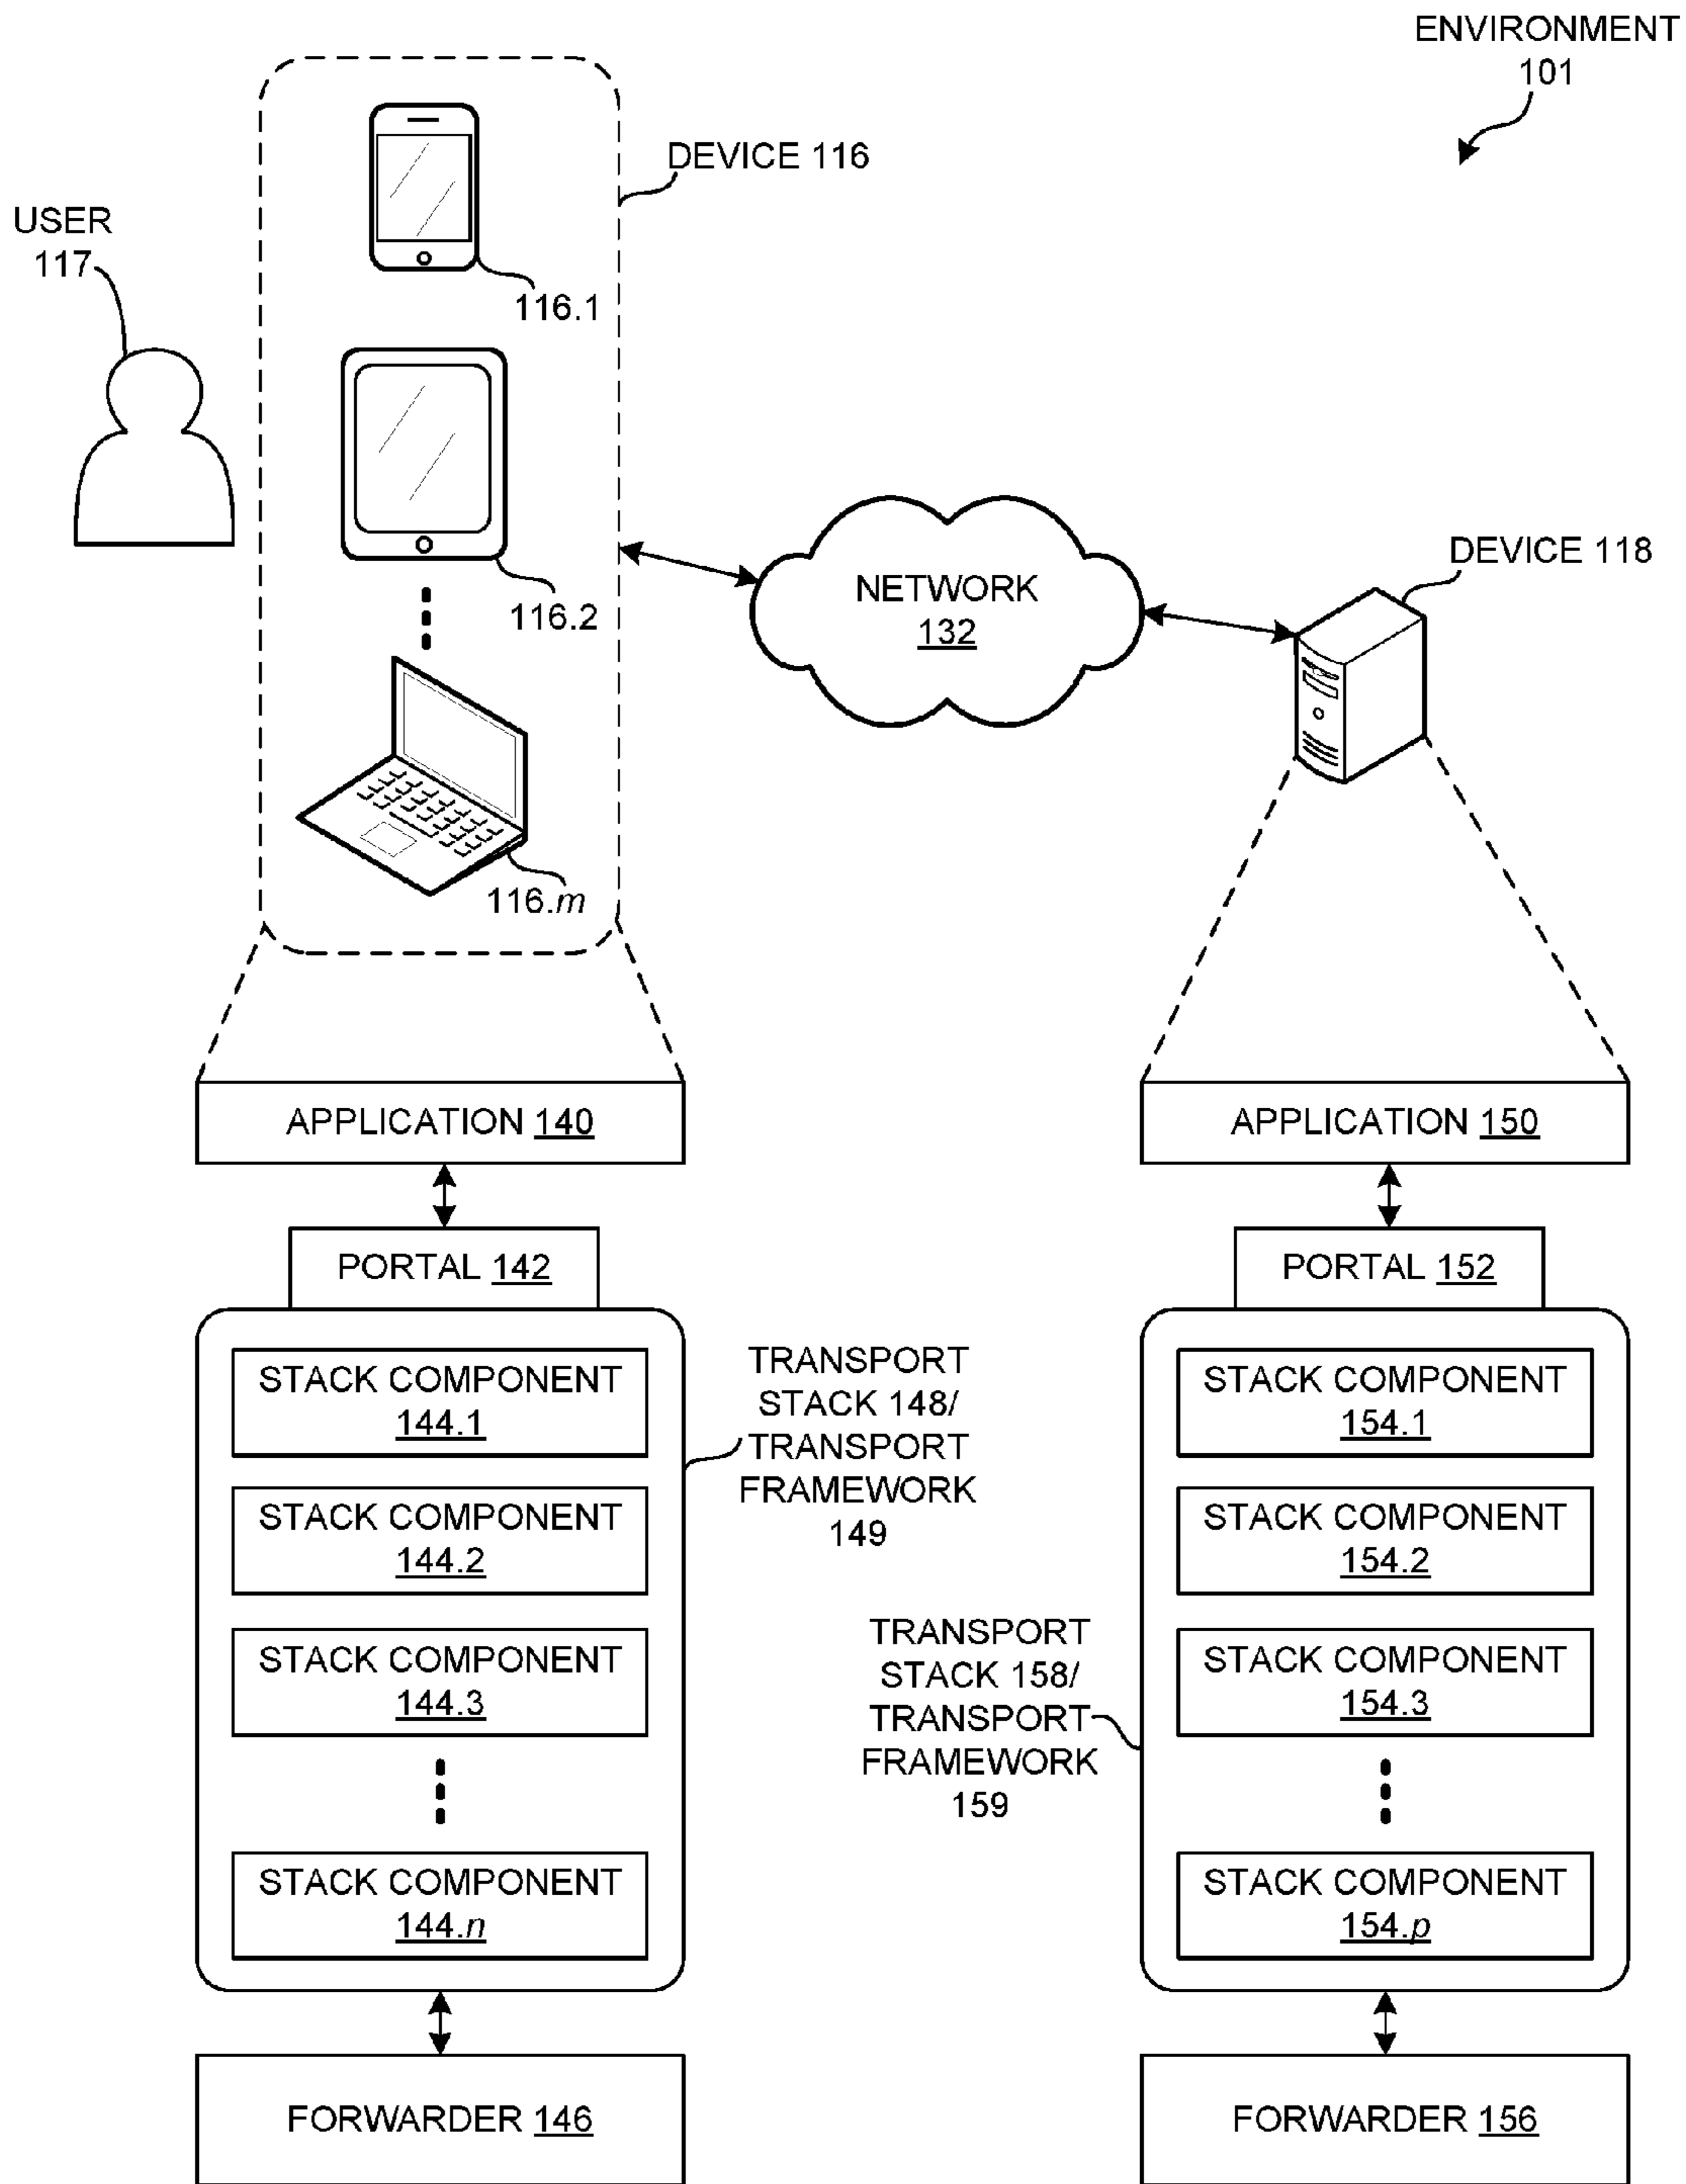 ENVIRONMENT
101
DEVICE 116
USER
117
116.1
116.2
116.m
NETWORK
132
DEVICE 118
APPLICATION 140
PORTAL 142
STACK COMPONENT
144.1
STACK COMPONENT
144.2
STACK COMPONENT
144.3
STACK COMPONENT
144.n
FORWARDER 146
TRANSPORT
STACK 148/
TRANSPORT
FRAMEWORK
149
APPLICATION 150
PORTAL 152
TRANSPORT
STACK 158/
TRANSPORT
FRAMEWORK
159
STACK COMPONENT
154.1
STACK COMPONENT
154.2
STACK COMPONENT
154.3
STACK COMPONENT
154.p
FORWARDER 156